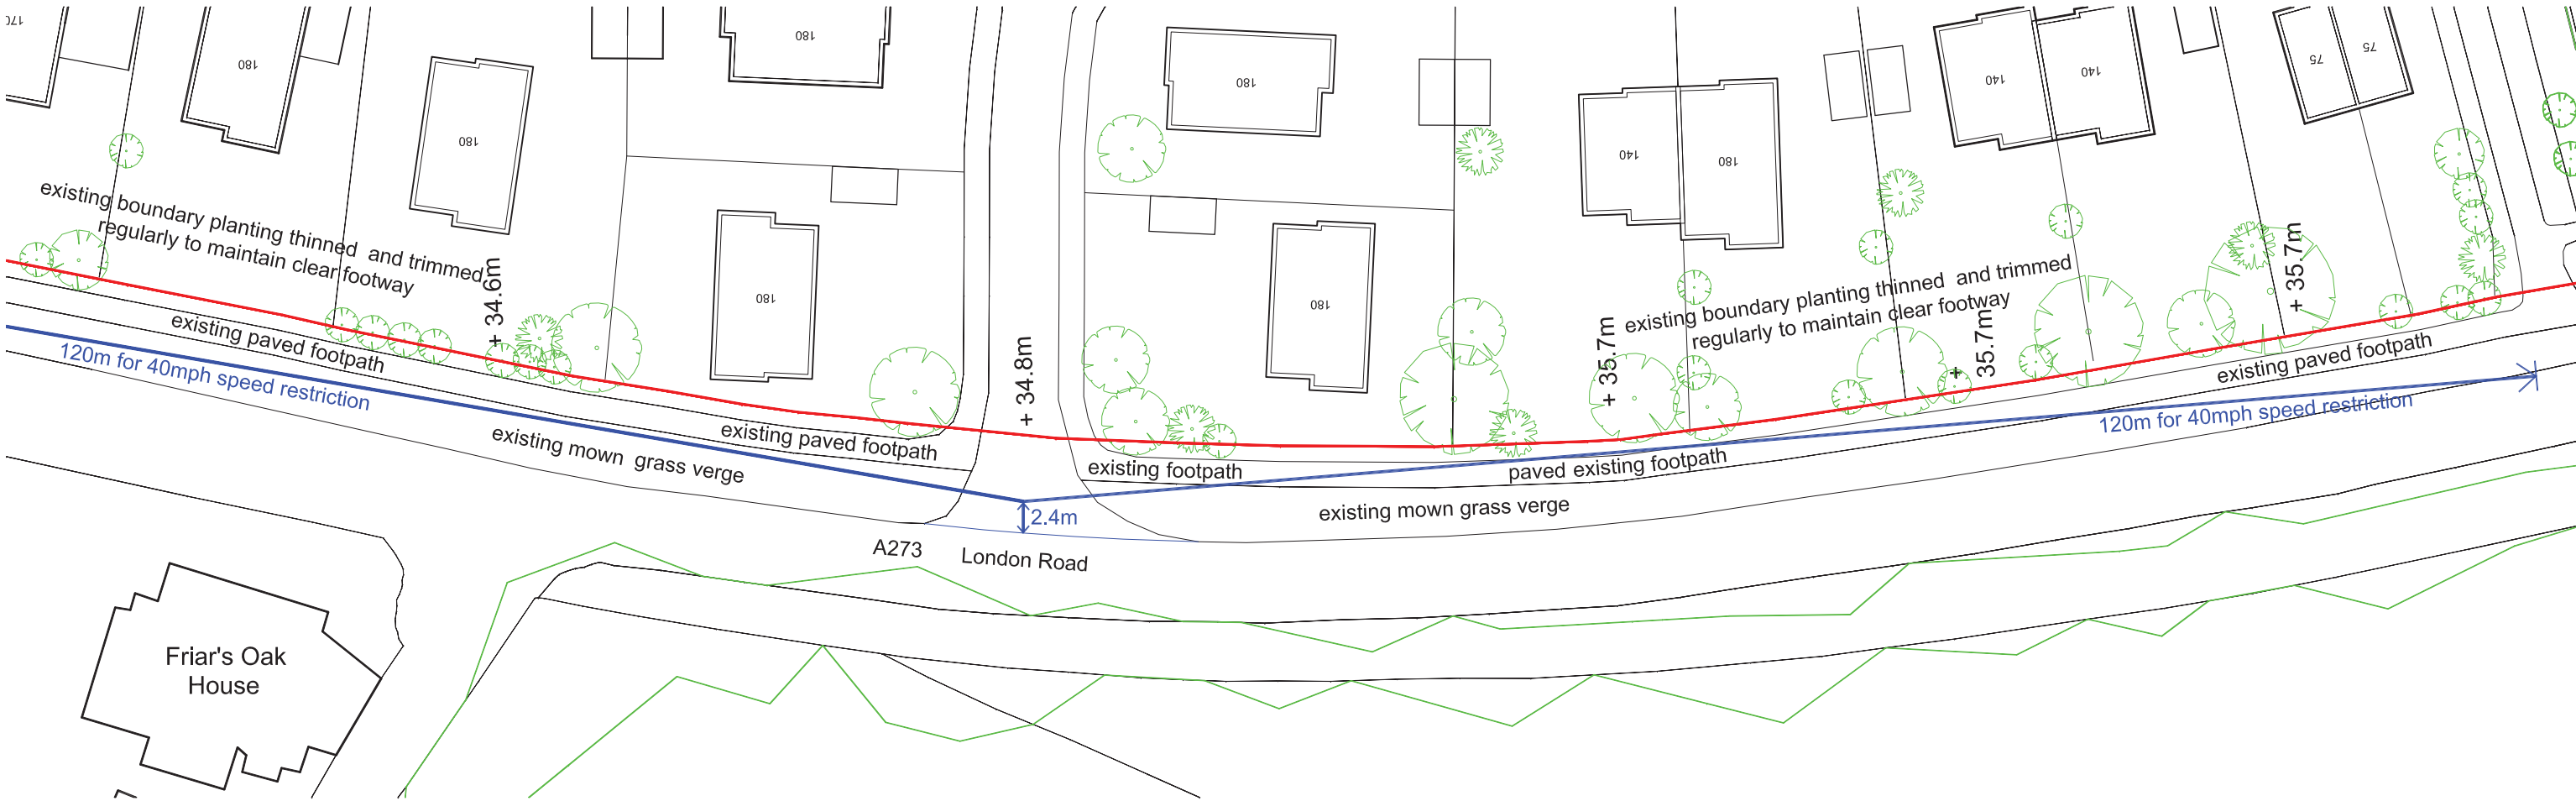 170
180
180
180
180
140
180
140
140
75
75
180
180
existing boundary planting thinned and trimmed
regularly to maintain clear footway
+ 34.6m
existing paved footpath
120m for 40mph speed restriction
existing mown grass verge
existing paved footpath
+ 34.8m
2.4m
A273 London Road
existing footpath
paved existing footpath
existing mown grass verge
+ 35.7m
existing boundary planting thinned and trimmed
regularly to maintain clear footway
+ 35.7m
+ 35.7m
existing paved footpath
120m for 40mph speed restriction
Friar's Oak
House